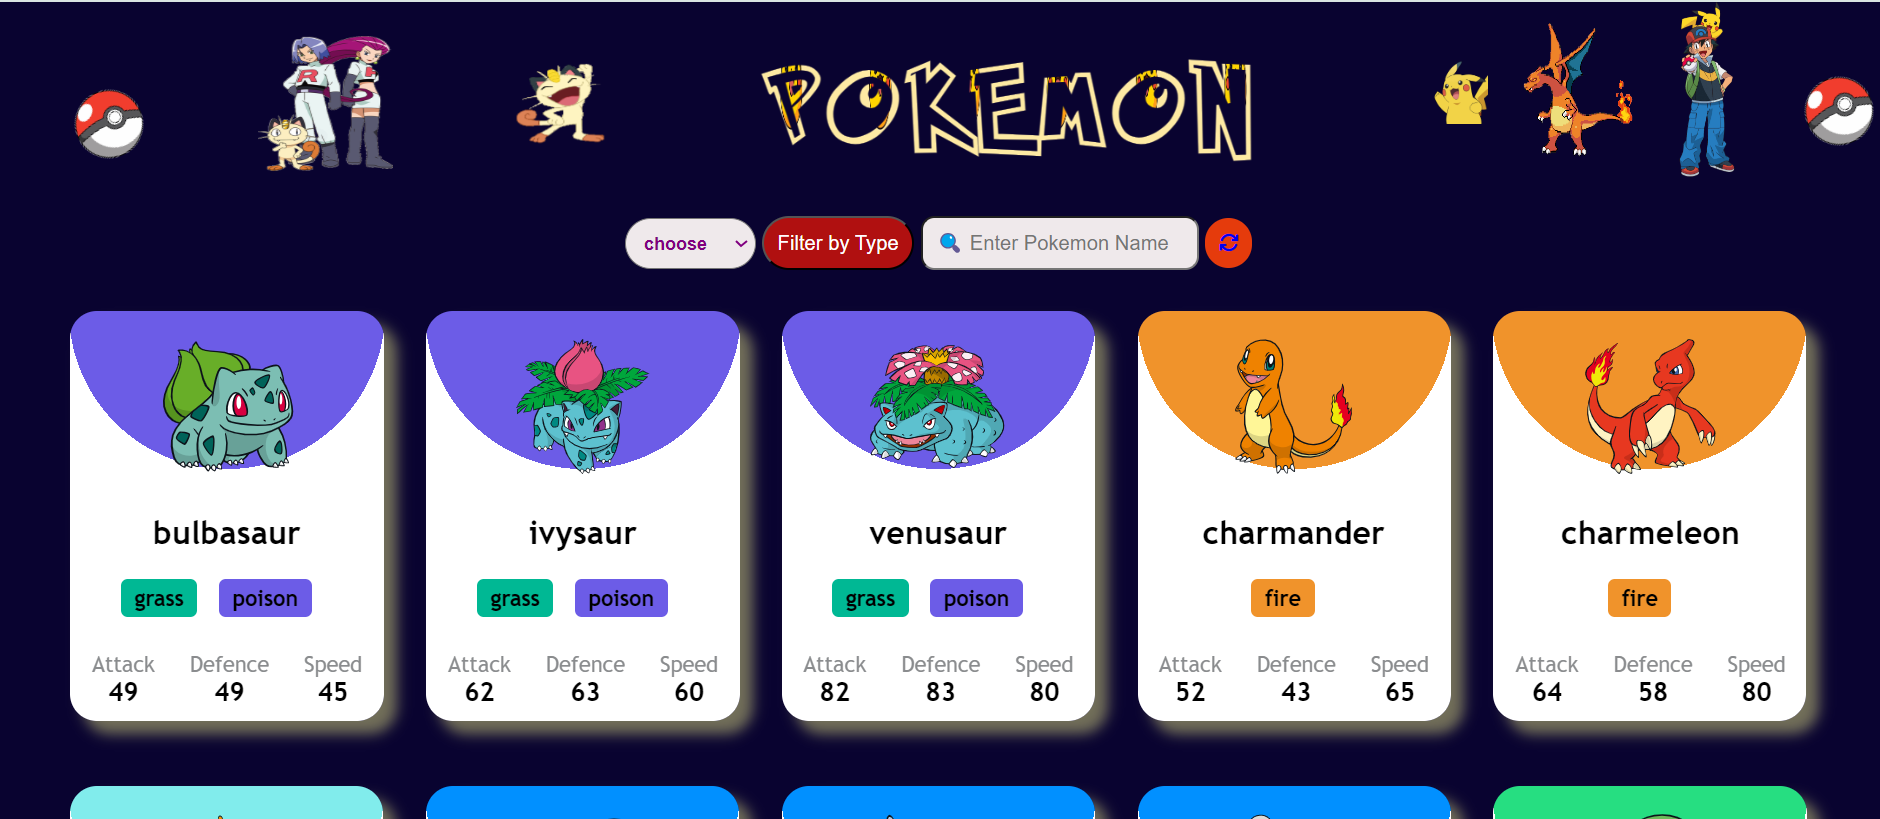 POKEMON
choose Filter by Type Enter Pokemon Name
bulbasaur ivysaur venusaur charmander charmeleon
grass poison grass poison grass poison fire fire
Attack Defence Speed Attack Defence Speed Attack Defence Speed Attack Defence Speed Attack Defence Speed
49 49 45 62 63 60 82 83 80 52 43 65 64 58 80